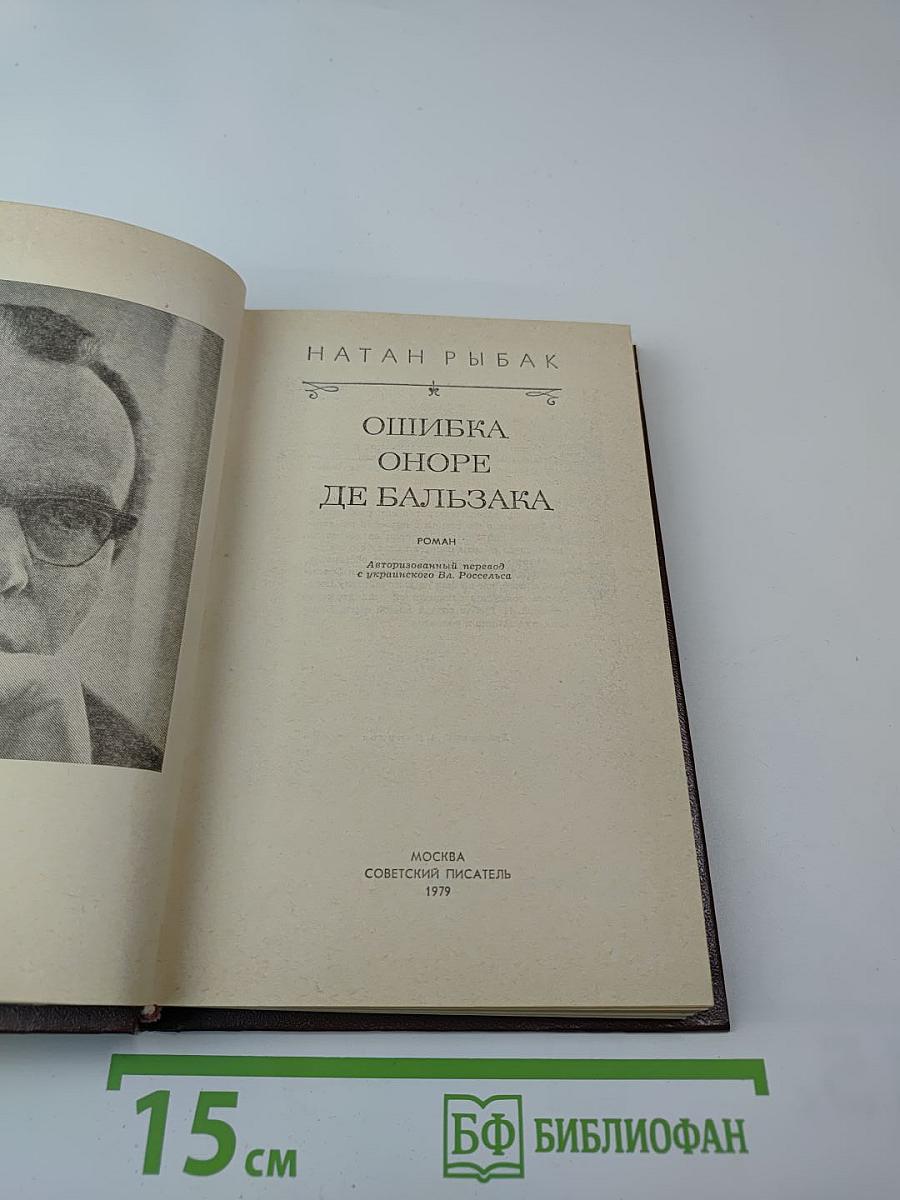 НАТАН РЫБАК
ОШИБКА
ОНОРЕ
ДЕ БАЛЬЗАКА
РОМАН
Авторизованный перевод
с украинского Вл. Россельса
МОСКВА
СОВЕТСКИЙ ПИСАТЕЛЬ
1979
15 см
БФ БИБЛИОФАН